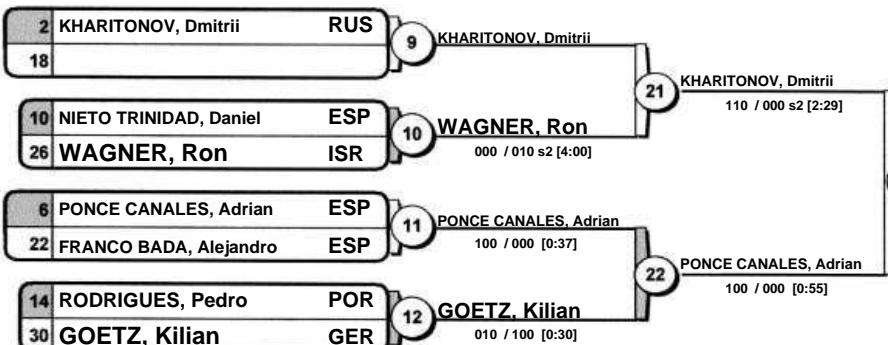 2 KHARITONOV, Dmitrii RUS
18
9
KHARITONOV, Dmitrii
10 NIETO TRINIDAD, Daniel ESP
26 WAGNER, Ron ISR
10
WAGNER, Ron
000 / 010 s2 [4:00]
21
KHARITONOV, Dmitrii
110 / 000 s2 [2:29]
6 PONCE CANALES, Adrian ESP
22 FRANCO BADA, Alejandro ESP
11
PONCE CANALES, Adrian
100 / 000 [0:37]
14 RODRIGUES, Pedro POR
30 GOETZ, Kilian GER
12
GOETZ, Kilian
010 / 100 [0:30]
22
PONCE CANALES, Adrian
100 / 000 [0:55]